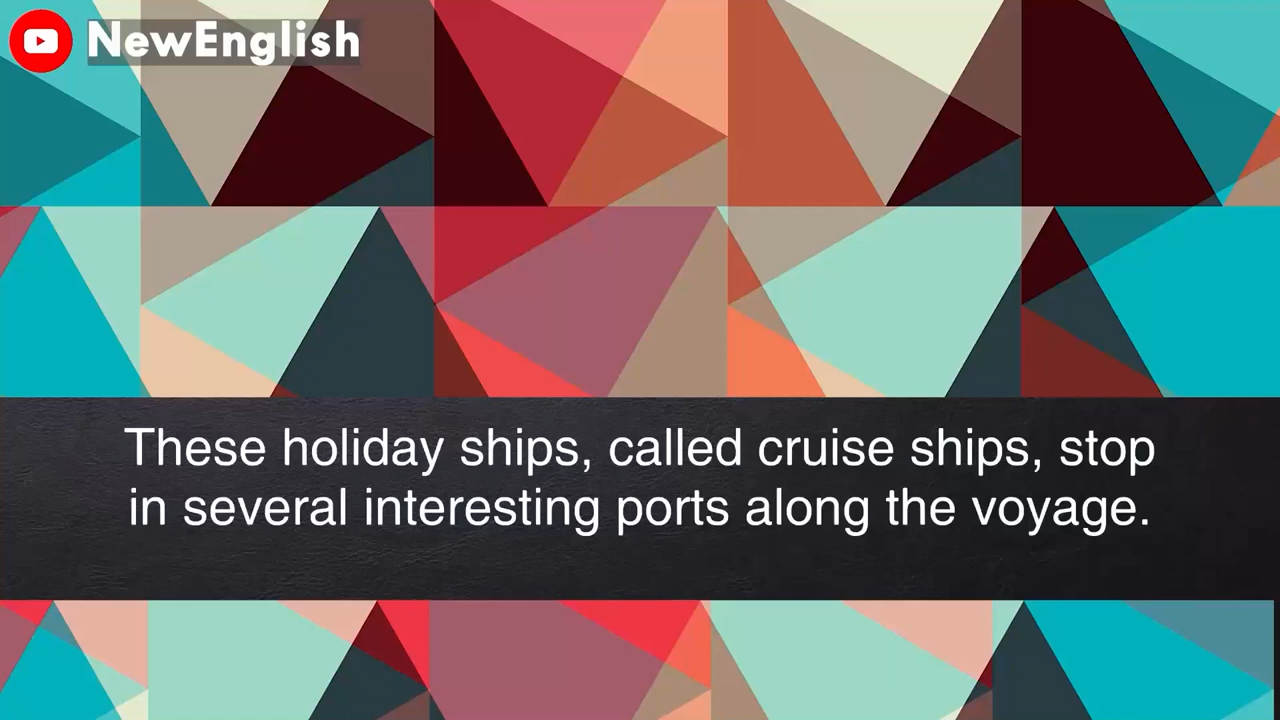 NewEnglish
These holiday ships, called cruise ships, stop
in several interesting ports along the voyage.